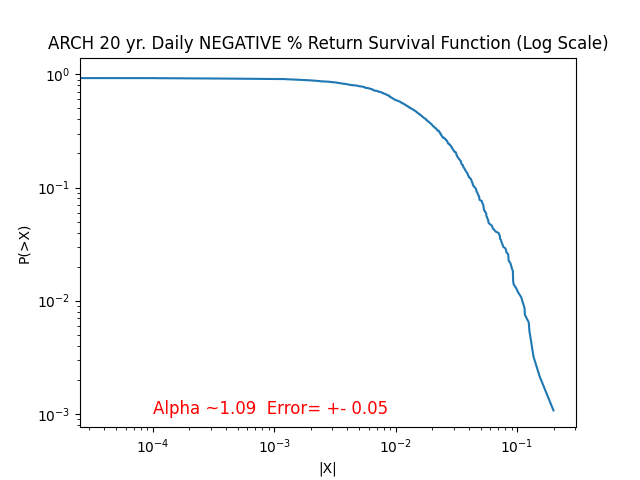 ARCH 20 yr. Daily NEGATIVE % Return Survival Function (Log Scale)
10⁰
10⁻¹
10⁻²
10⁻³
P(>X)
Alpha ~1.09  Error= +- 0.05
10⁻⁴ 10⁻³ 10⁻² 10⁻¹
|X|